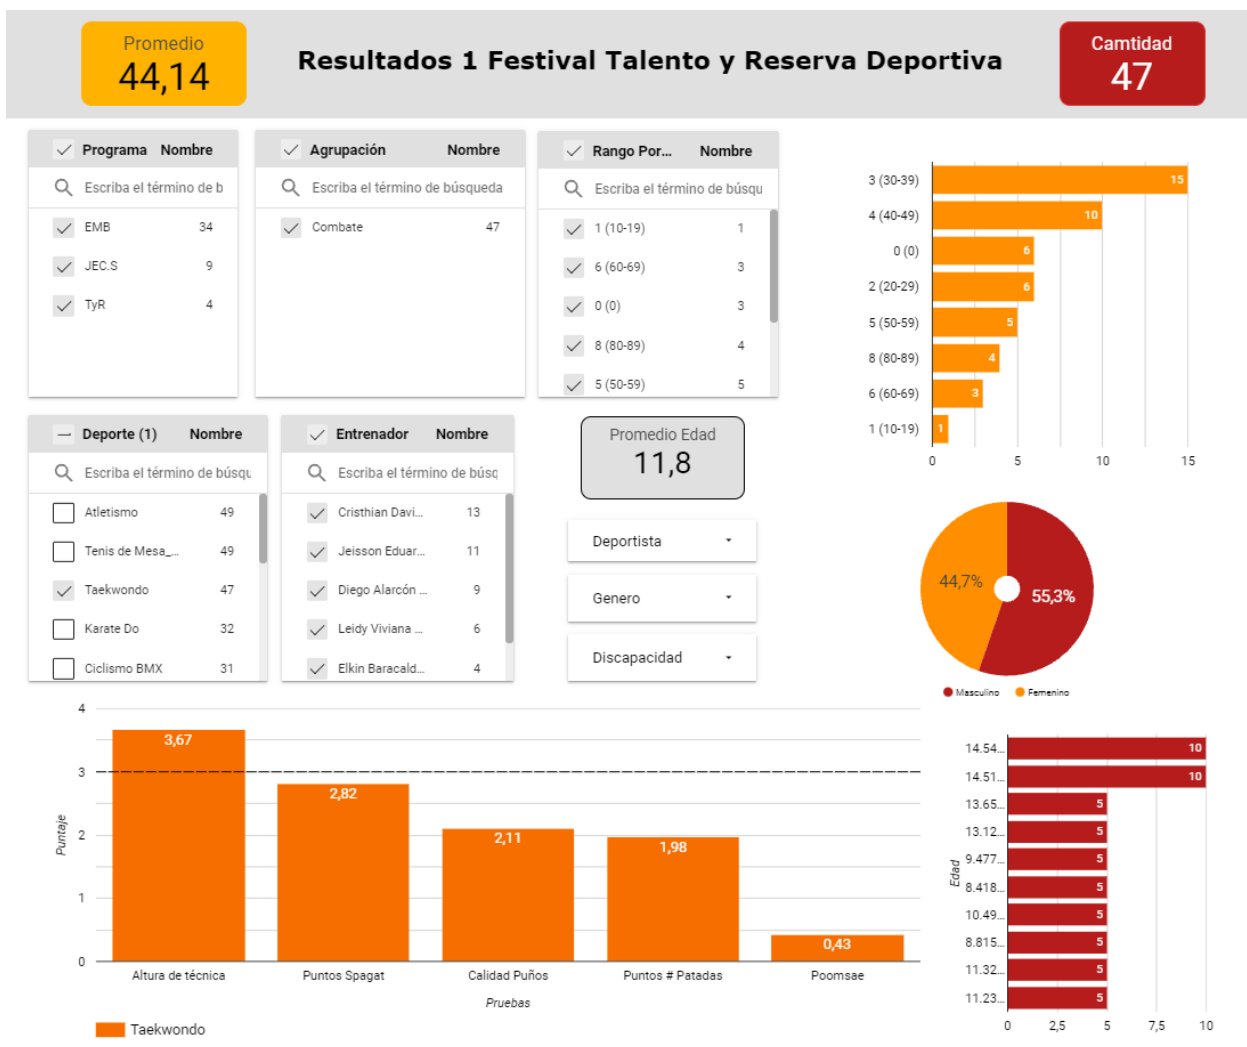 Promedio
44,14
Resultados 1 Festival Talento y Reserva Deportiva
Camtidad
47
Programa Nombre
Escriba el término de b
EMB 34
JEC.S 9
TyR 4
Agrupación Nombre
Escriba el término de búsqueda
Combate 47
Rango Por... Nombre
Escriba el término de búsqu
1 (10-19) 1
6 (60-69) 3
0 (0) 3
8 (80-89) 4
5 (50-59) 5
3 (30-39) 15
4 (40-49) 10
0 (0) 6
2 (20-29) 6
5 (50-59) 5
8 (80-89) 4
6 (60-69) 3
1 (10-19) 1
0 5 10 15
Deporte (1) Nombre
Escriba el término de búsqu
Atletismo 49
Tenis de Mesa_... 49
Taekwondo 47
Karate Do 32
Ciclismo BMX 31
Entrenador Nombre
Escriba el término de búsq
Cristhian Davi... 13
Jeisson Eduar... 11
Diego Alarcón ... 9
Leidy Viviana ... 6
Elkin Baracald... 4
Promedio Edad
11,8
Deportista
Genero
Discapacidad
44,7%
55,3%
Masculino Femenino
4
3
2
1
0
Puntaje
3,67
2,82
2,11
1,98
0,43
Altura de técnica Puntos Spagat Calidad Puños Puntos # Patadas Poomsae
Pruebas
Taekwondo
Edad
14.54... 10
14.51... 10
13.65... 5
13.12... 5
9.477... 5
8.418... 5
10.49... 5
8.815... 5
11.32... 5
11.23... 5
0 2,5 5 7,5 10